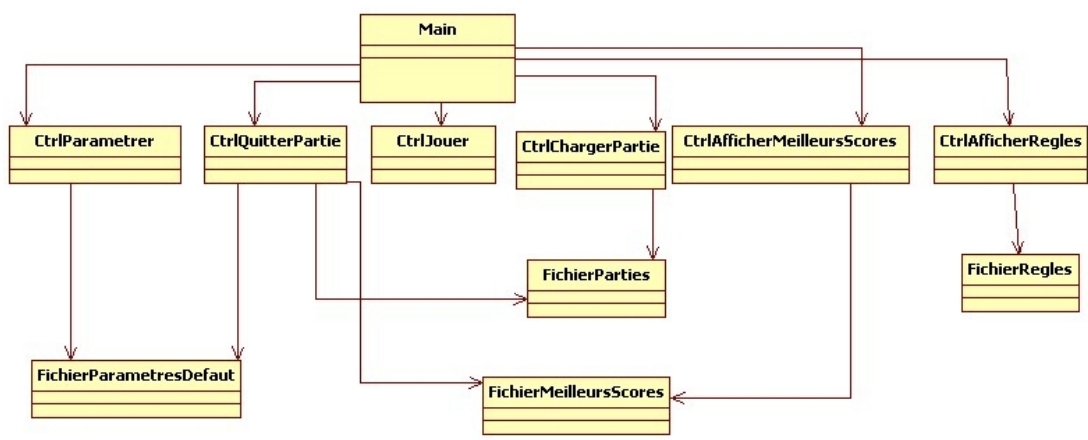 Main
CtrlParametrer
CtrlQuitterPartie
CtrlJouer
CtrlChargerPartie
CtrlAfficherMeilleursScores
CtrlAfficherRegles
FichierParties
FichierRegles
FichierParametresDefaut
FichierMeilleursScores